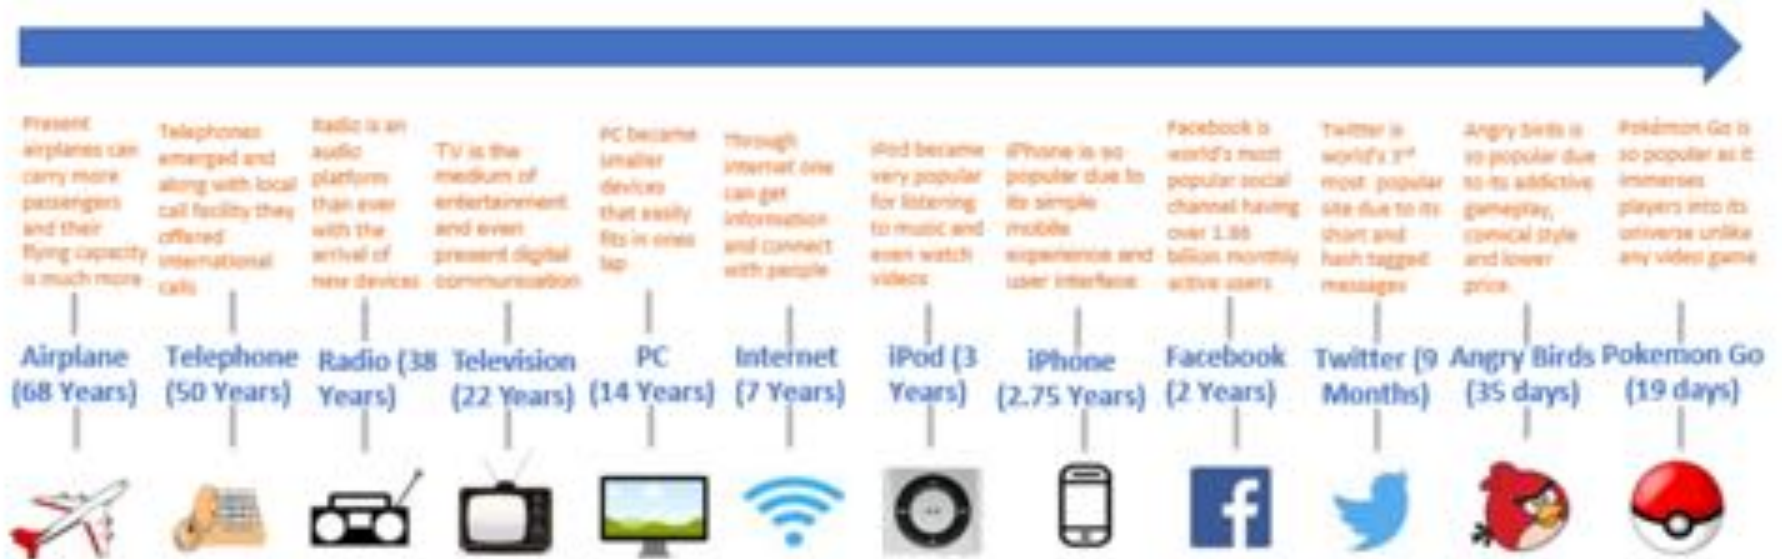 Present
airplanes can
carry more
passengers
and their
flying capacity
is much more
Telephones
emerged and
along with local
call facility they
offered
international
calls
Radio is an
audio
platform
than ever
with the
arrival of
new devices
TV is the
medium of
entertainment
and even
present digital
communication
PC became
smaller
devices
that easily
fits in ones
lap
Through
internet one
can get
information
and connect
with people
iPod became
very popular
for listening
to music and
even watch
videos
iPhone is so
popular due to
its simple
mobile
experience and
user interface
Facebook is
world's most
popular social
channel having
over 1.86
billion monthly
active users
Twitter is
world's 3rd
most popular
site due to its
short and
hash tagged
messages
Angry birds is
so popular due
to its addictive
gameplay,
comical style
and lower
price.
Pokémon Go is
so popular as it
immerses
players into its
universe unlike
any video game
Airplane
(68 Years)
Telephone
(50 Years)
Radio (38
Years)
Television
(22 Years)
PC
(14 Years)
Internet
(7 Years)
iPod (3
Years)
iPhone
(2.75 Years)
Facebook
(2 Years)
Twitter (9
Months)
Angry Birds
(35 days)
Pokemon Go
(19 days)
f